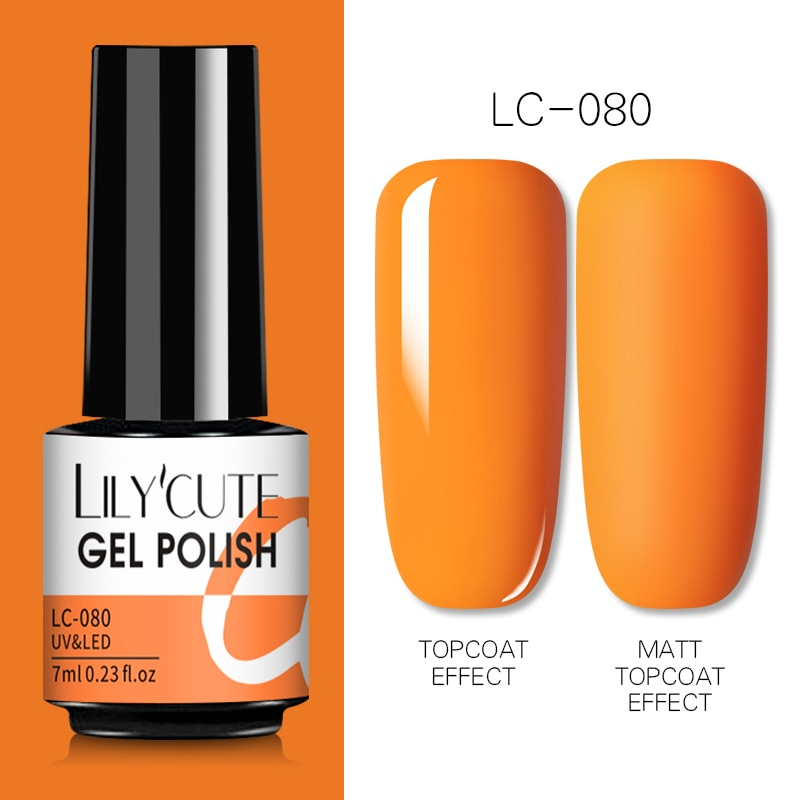 LILY'CUTE
GEL POLISH
LC-080
UV&LED
7ml 0.23 fl.oz
LC-080
TOPCOAT
EFFECT
MATT
TOPCOAT
EFFECT